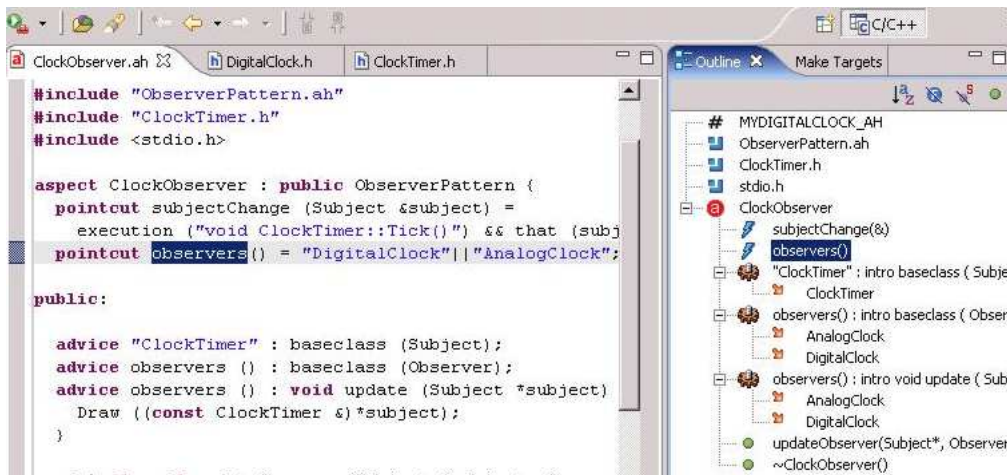 C/C++
ClockObserver.ah
DigitalClock.h
ClockTimer.h
#include "ObserverPattern.ah"
#include "ClockTimer.h"
#include <stdio.h>
aspect ClockObserver : public ObserverPattern {
pointcut subjectChange (Subject &subject) =
execution ("void ClockTimer::Tick()") && that (subj
pointcut observers() = "DigitalClock"||"AnalogClock";
public:
advice "ClockTimer" : baseclass (Subject);
advice observers () : baseclass (Observer);
advice observers () : void update (Subject *subject)
Draw ((const ClockTimer &)*subject);
}
Outline
Make Targets
# MYDIGITALCLOCK_AH
ObserverPattern.ah
ClockTimer.h
stdio.h
ClockObserver
subjectChange(&)
observers()
"ClockTimer" : intro baseclass ( Subje
ClockTimer
observers() : intro baseclass ( Obser
AnalogClock
DigitalClock
observers() : intro void update ( Sub
AnalogClock
DigitalClock
updateObserver(Subject*, Observer
~ClockObserver()